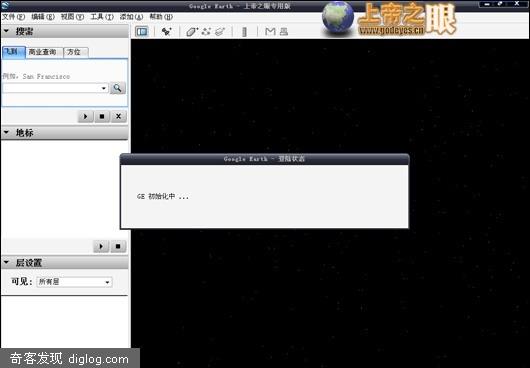 Google Earth - 上帝之眼专用版
文件(F) 编辑(E) 视图(V) 工具(T) 添加(A) 帮助(H)
上帝之眼
www.godeyes.cn
搜索
飞到 商业查询 方位
例如, San Francisco
地标
Google Earth - 登陆状态
GE 初始化中 ...
层设置
可见: 所有层
奇客发现 diglog.com